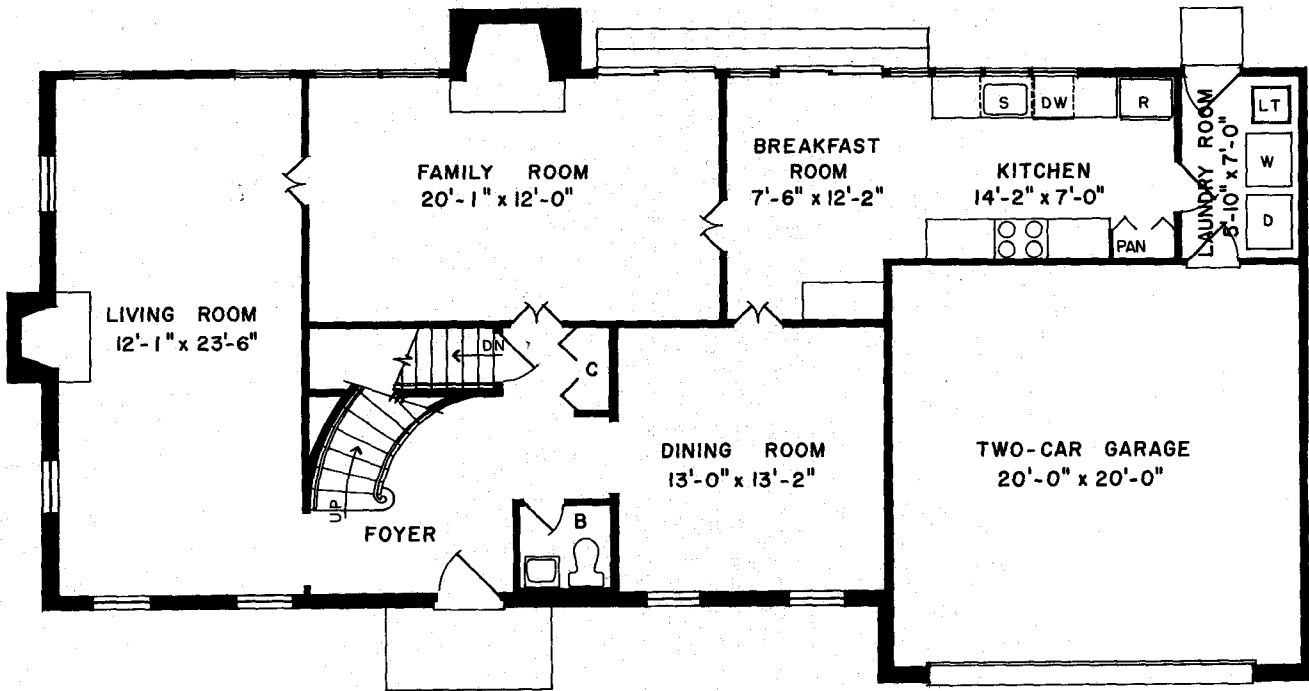 S
DW
R
LT
W
D
FAMILY ROOM
20'-1" x 12'-0"
BREAKFAST
ROOM
7'-6" x 12'-2"
KITCHEN
14'-2" x 7'-0"
LAUNDRY ROOM
5'-10" x 7'-0"
PAN
LIVING ROOM
12'-1" x 23'-6"
DN
C
DINING ROOM
13'-0" x 13'-2"
TWO-CAR GARAGE
20'-0" x 20'-0"
UP
FOYER
B